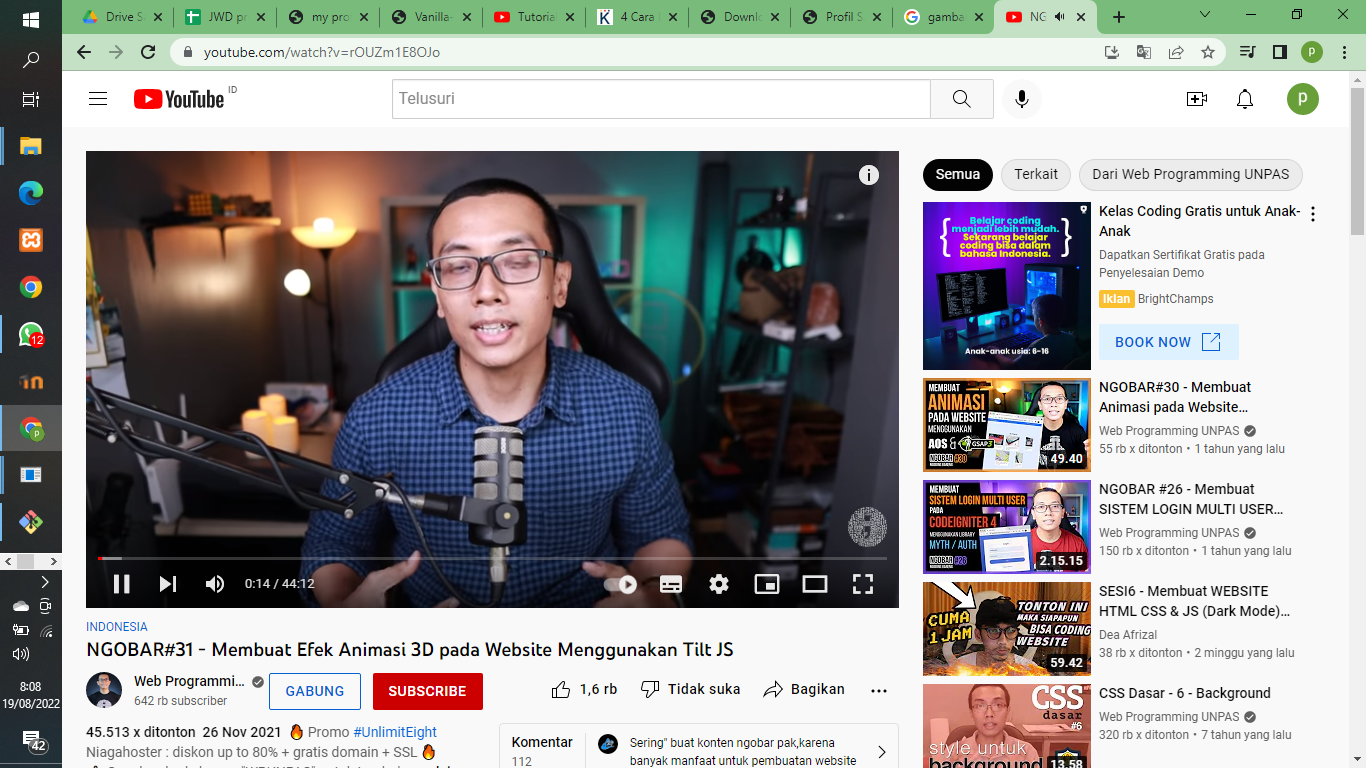 Drive S
JWD pr
my pro
Vanilla-
Tutoria
4 Cara
Downlo
Profil S
gamba
NG
youtube.com/watch?v=rOUZm1E8OJo
YouTube ID
Telusuri
p
Semua
Terkait
Dari Web Programming UNPAS
Belajar coding
menjadi lebih mudah.
Sekarang belajar
coding bisa dalam
bahasa Indonesia.
Anak-anak usia: 6-16
Kelas Coding Gratis untuk Anak-
Anak
Dapatkan Sertifikat Gratis pada
Penyelesaian Demo
Iklan BrightChamps
BOOK NOW
MEMBUAT
ANIMASI
PADA WEBSITE
MENGGUNAKAN
AOS & GSAP3
NGOBAR #30
49.40
NGOBAR#30 - Membuat
Animasi pada Website…
Web Programming UNPAS
55 rb x ditonton • 1 tahun yang lalu
MEMBUAT
SISTEM LOGIN MULTI USER
PADA
CODEIGNITER 4
MENGGUNAKAN LIBRARY
MYTH / AUTH
NGOBAR #26
2.15.15
NGOBAR #26 - Membuat
SISTEM LOGIN MULTI USER…
Web Programming UNPAS
150 rb x ditonton • 1 tahun yang lalu
CUMA
1 JAM
TONTON INI
MAKA SIAPAPUN
BISA CODING
WEBSITE
59.42
SESI6 - Membuat WEBSITE
HTML CSS & JS (Dark Mode)…
Dea Afrizal
38 rb x ditonton • 2 minggu yang lalu
CSS
dasar
#6
style untuk
background
13.58
CSS Dasar - 6 - Background
Web Programming UNPAS
320 rb x ditonton • 7 tahun yang lalu
0:14 / 44:12
INDONESIA
NGOBAR#31 - Membuat Efek Animasi 3D pada Website Menggunakan Tilt JS
Web Programmi…
642 rb subscriber
GABUNG
SUBSCRIBE
1,6 rb
Tidak suka
Bagikan
45.513 x ditonton 26 Nov 2021 🔥 Promo #UnlimitEight
Niagahoster : diskon up to 80% + gratis domain + SSL 🔥
Komentar
112
Sering" buat konten ngobar pak,karena
banyak manfaat untuk pembuatan website
12
8:08
19/08/2022
42